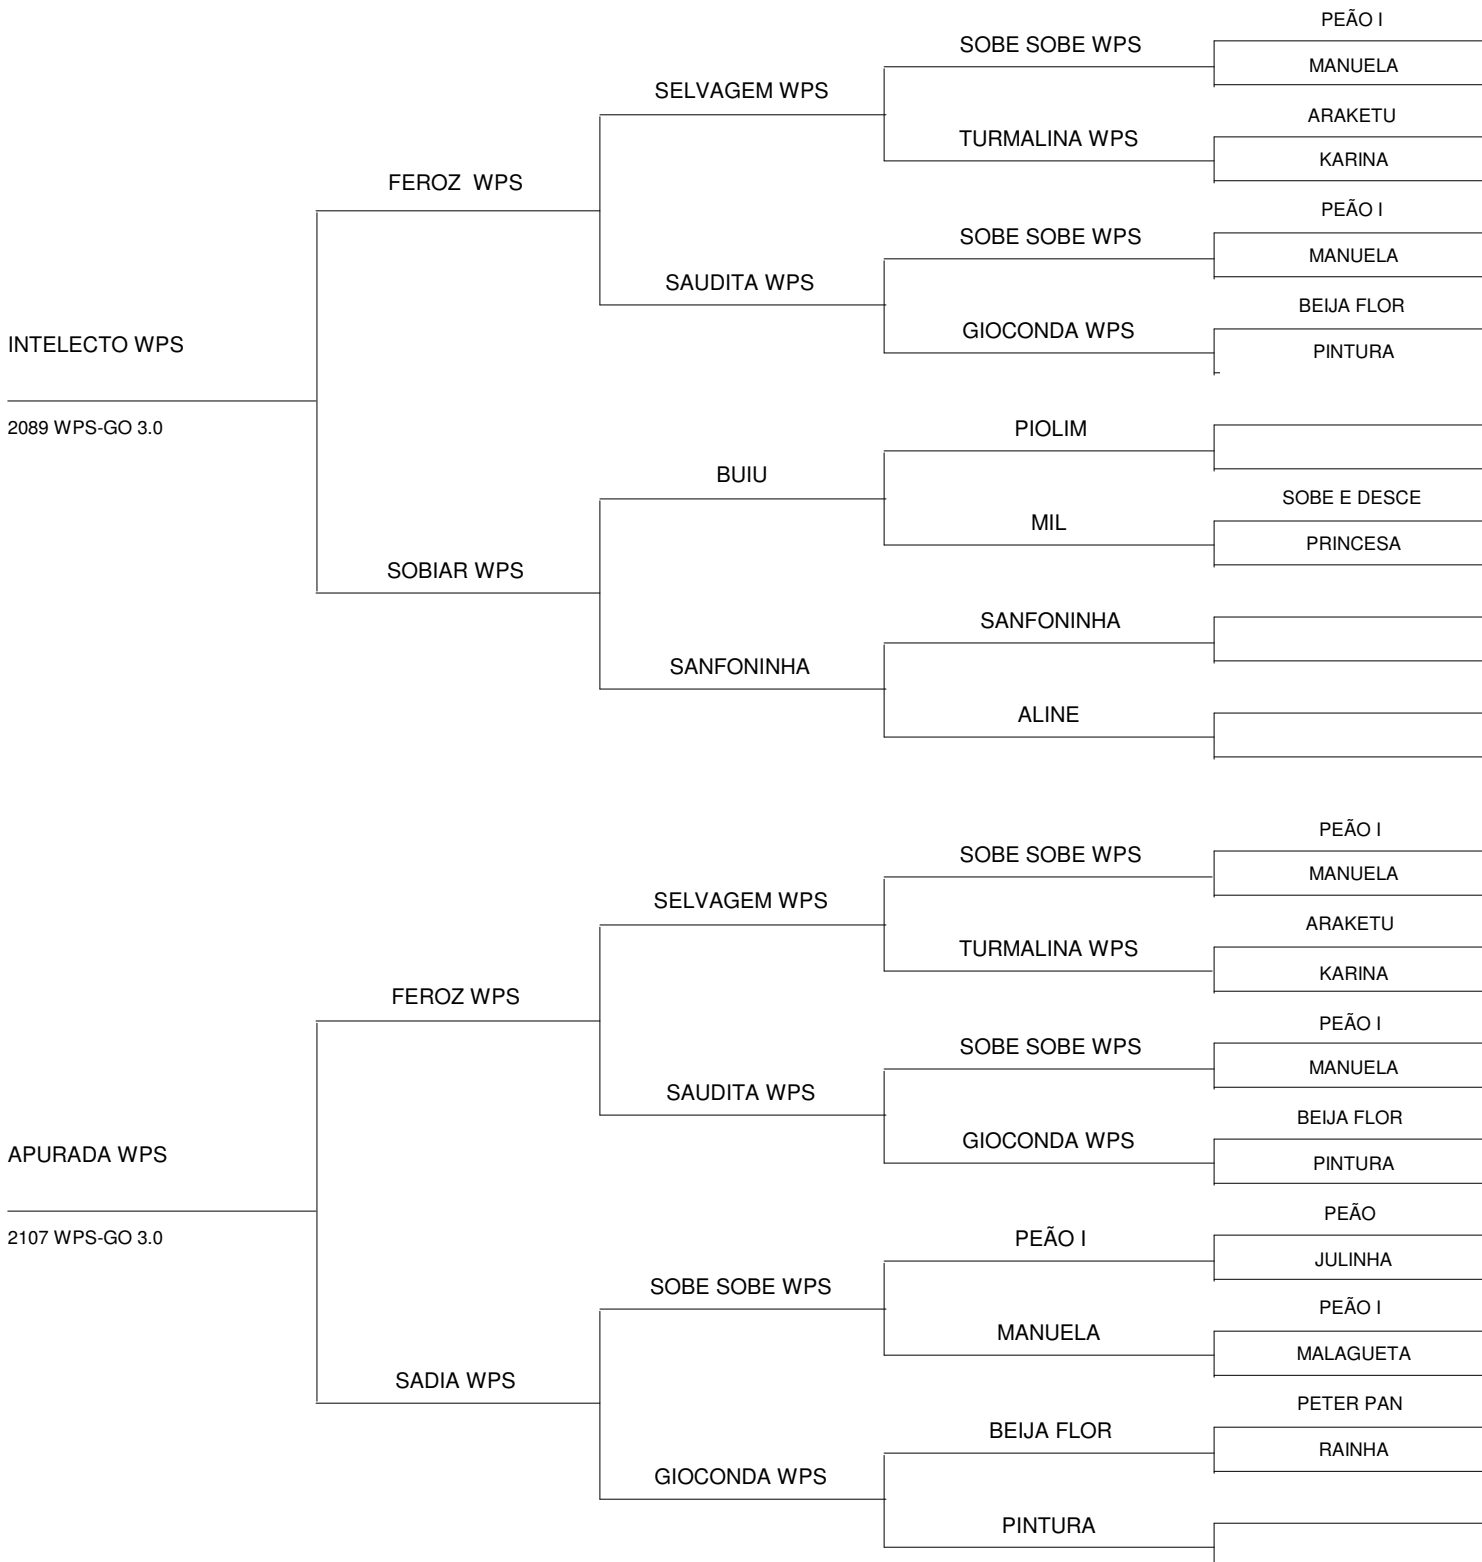 PEÃO I
SOBE SOBE WPS
MANUELA
SELVAGEM WPS
ARAKETU
TURMALINA WPS
KARINA
FEROZ  WPS
PEÃO I
SOBE SOBE WPS
MANUELA
SAUDITA WPS
BEIJA FLOR
GIOCONDA WPS
PINTURA
INTELECTO WPS
2089 WPS-GO 3.0
PIOLIM
BUIU
SOBE E DESCE
MIL
PRINCESA
SOBIAR WPS
SANFONINHA
SANFONINHA
ALINE
PEÃO I
SOBE SOBE WPS
MANUELA
SELVAGEM WPS
ARAKETU
TURMALINA WPS
KARINA
FEROZ WPS
PEÃO I
SOBE SOBE WPS
MANUELA
SAUDITA WPS
BEIJA FLOR
GIOCONDA WPS
PINTURA
APURADA WPS
2107 WPS-GO 3.0
PEÃO
PEÃO I
JULINHA
SOBE SOBE WPS
PEÃO I
MANUELA
MALAGUETA
SADIA WPS
PETER PAN
BEIJA FLOR
RAINHA
GIOCONDA WPS
PINTURA